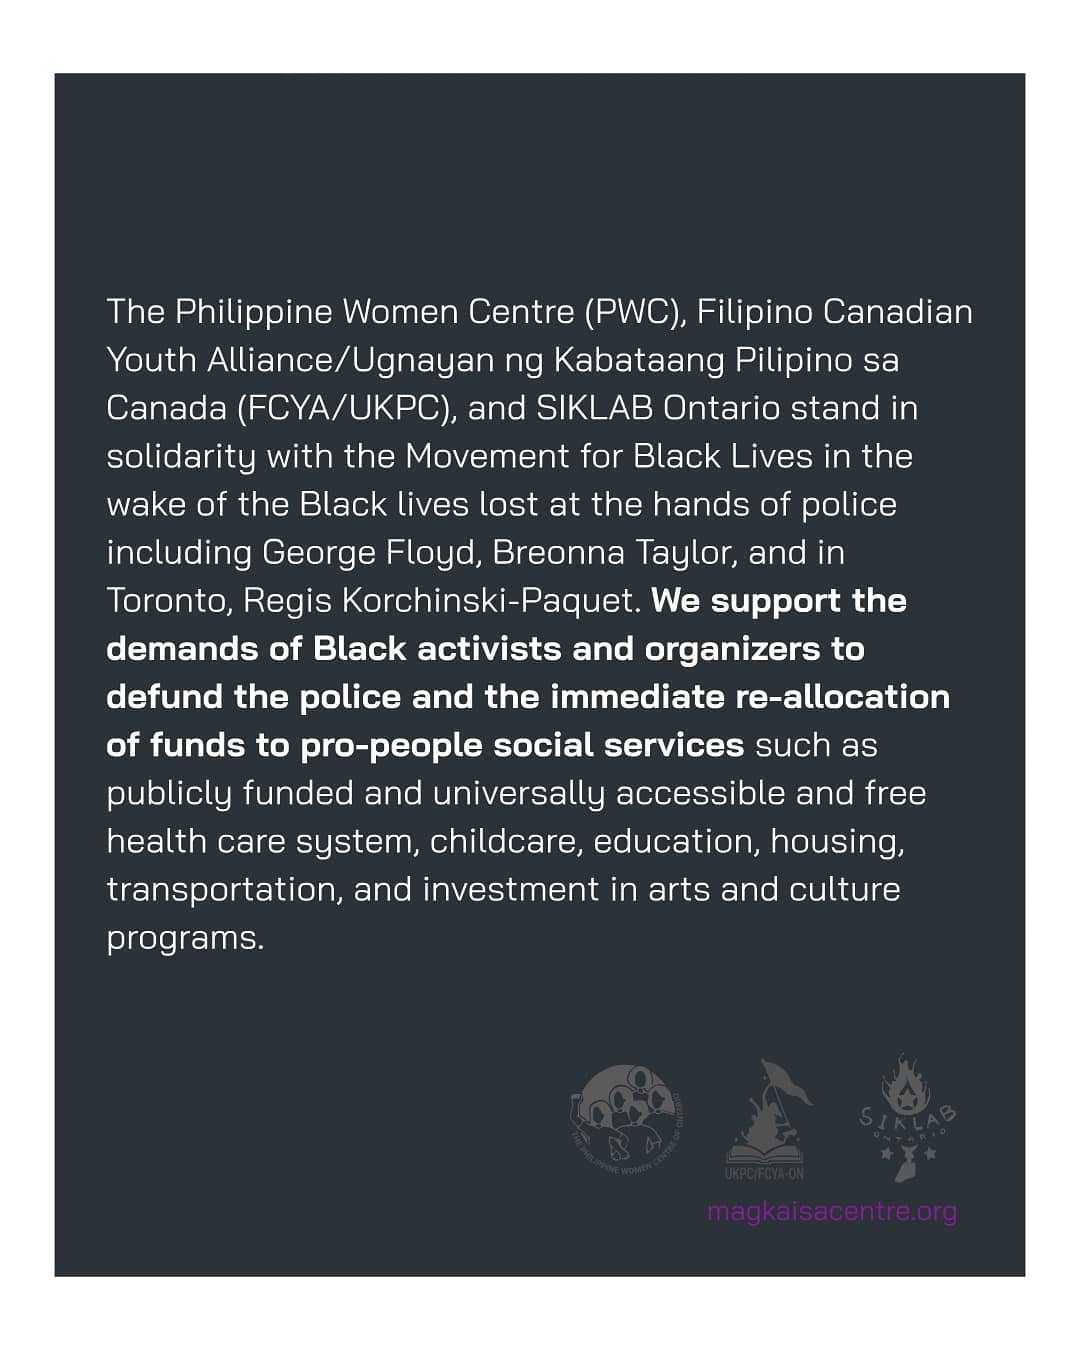 The Philippine Women Centre (PWC), Filipino Canadian
Youth Alliance/Ugnayan ng Kabataang Pilipino sa
Canada (FCYA/UKPC), and SIKLAB Ontario stand in
solidarity with the Movement for Black Lives in the
wake of the Black lives lost at the hands of police
including George Floyd, Breonna Taylor, and in
Toronto, Regis Korchinski-Paquet. We support the
demands of Black activists and organizers to
defund the police and the immediate re-allocation
of funds to pro-people social services such as
publicly funded and universally accessible and free
health care system, childcare, education, housing,
transportation, and investment in arts and culture
programs.
THE PHILIPPINE WOMEN CENTRE OF ONTARIO
UKPC/FCYA-ON
SIKLAB
ONTARIO
magkaisacentre.org